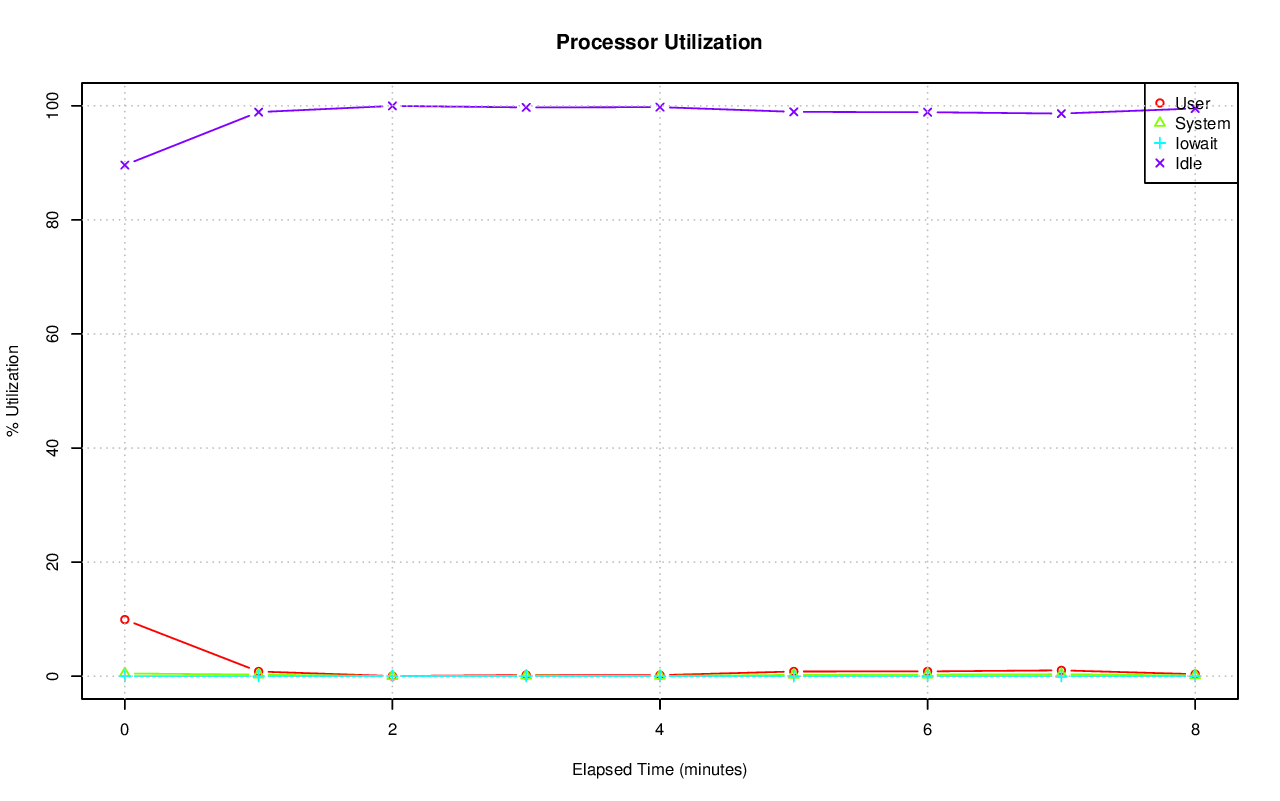 Processor Utilization
100
80
60
40
20
0
% Utilization
User
System
Iowait
Idle
0 2 4 6 8
Elapsed Time (minutes)